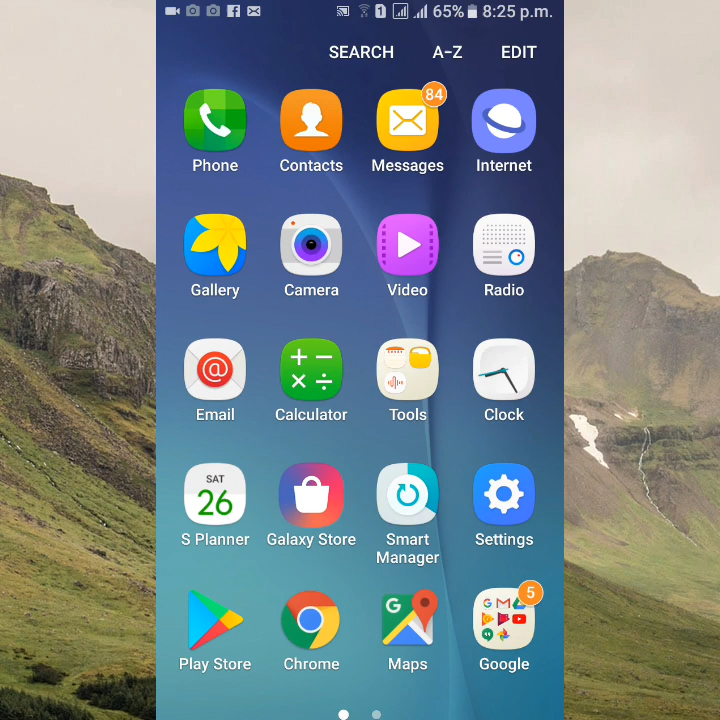 1 65% 8:25 p.m.
SEARCH A-Z EDIT
84
Phone Contacts Messages Internet
Gallery Camera Video Radio
@
Email Calculator Tools Clock
SAT
26
S Planner Galaxy Store Smart Manager Settings
G
5
Play Store Chrome Maps Google